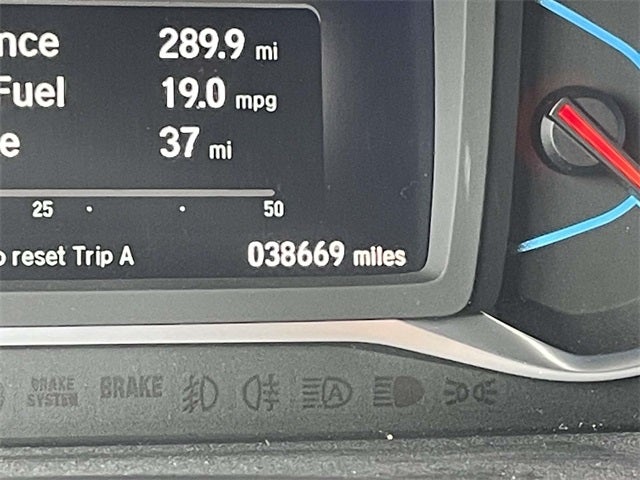 nce 289.9 mi
Fuel 19.0 mpg
e 37 mi
25 50
o reset Trip A 038669 miles
BRAKE
SYSTEM
BRAKE
A